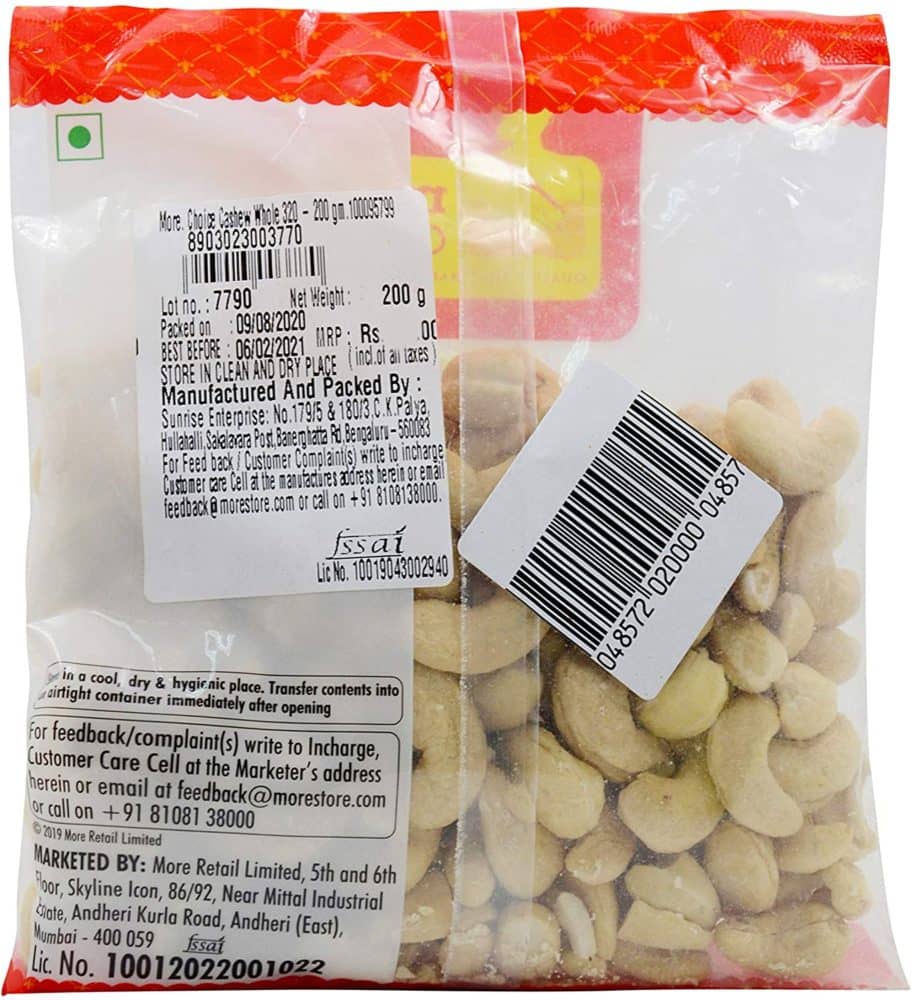 More. Choice Cashew Whole 320 - 200 gm.100095799
8903023003770
Lot no. : 7790 Net Weight : 200 g
Packed on : 09/08/2020
BEST BEFORE : 06/02/2021 MRP : Rs. .00
STORE IN CLEAN AND DRY PLACE (incl.of all taxes)
Manufactured And Packed By :
Sunrise Enterprise: No.179/5 & 180/3.C.K.Palya,
Hullahalli.Sakalavara Post.Banerghatta Rd,Bengaluru-560083
For Feed back / Customer Complaint(s) write to incharge
Customer care Cell at the manufactures address herein or email
feedback@morestore.com or call on +91 8108138000.
fssai
Lic No. 10019043002940
048572 020000 04857
in a cool, dry & hygienic place. Transfer contents into
airtight container immediately after opening
For feedback/complaint(s) write to Incharge,
Customer Care Cell at the Marketer's address
herein or email at feedback@morestore.com
or call on +91 81081 38000
© 2019 More Retail Limited
MARKETED BY: More Retail Limited, 5th and 6th
Floor, Skyline Icon, 86/92, Near Mittal Industrial
Estate, Andheri Kurla Road, Andheri (East),
Mumbai - 400 059 fssai
Lic. No. 10012022001022